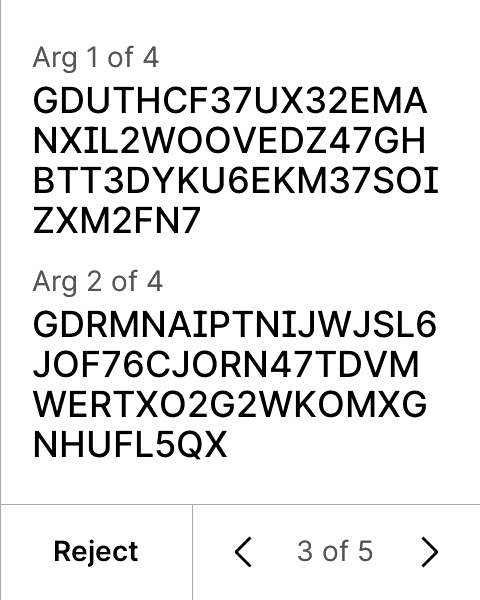 Arg 1 of 4
GDUTHCF37UX32EMA
NXIL2WOOVEDZ47GH
BTT3DYKU6EKM37SOI
ZXM2FN7
Arg 2 of 4
GDRMNAIPTNIJWJSL6
JOF76CJORN47TDVM
WERTXO2G2WKOMXG
NHUFL5QX
Reject
3 of 5